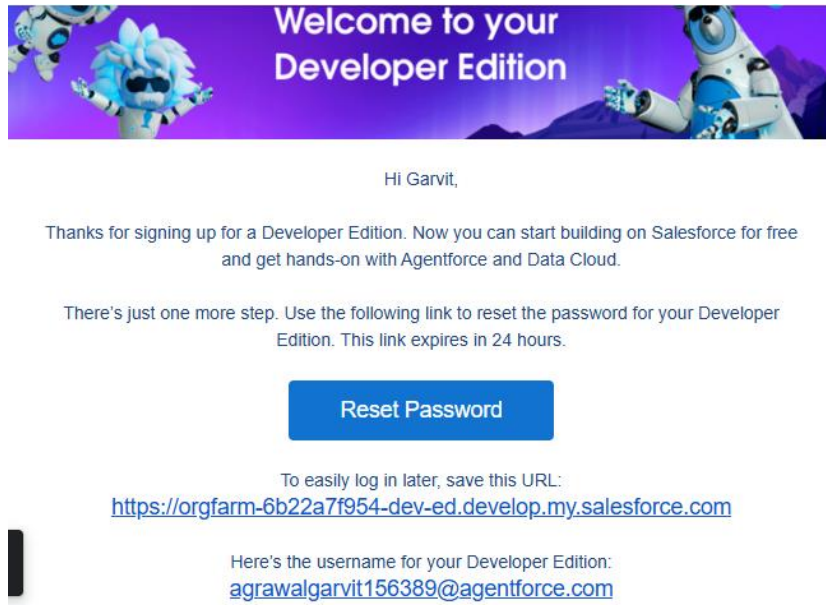 Welcome to your
Developer Edition
Hi Garvit,
Thanks for signing up for a Developer Edition. Now you can start building on Salesforce for free
and get hands-on with Agentforce and Data Cloud.
There's just one more step. Use the following link to reset the password for your Developer
Edition. This link expires in 24 hours.
Reset Password
To easily log in later, save this URL:
https://orgfarm-6b22a7f954-dev-ed.develop.my.salesforce.com
Here's the username for your Developer Edition:
agrawalgarvit156389@agentforce.com